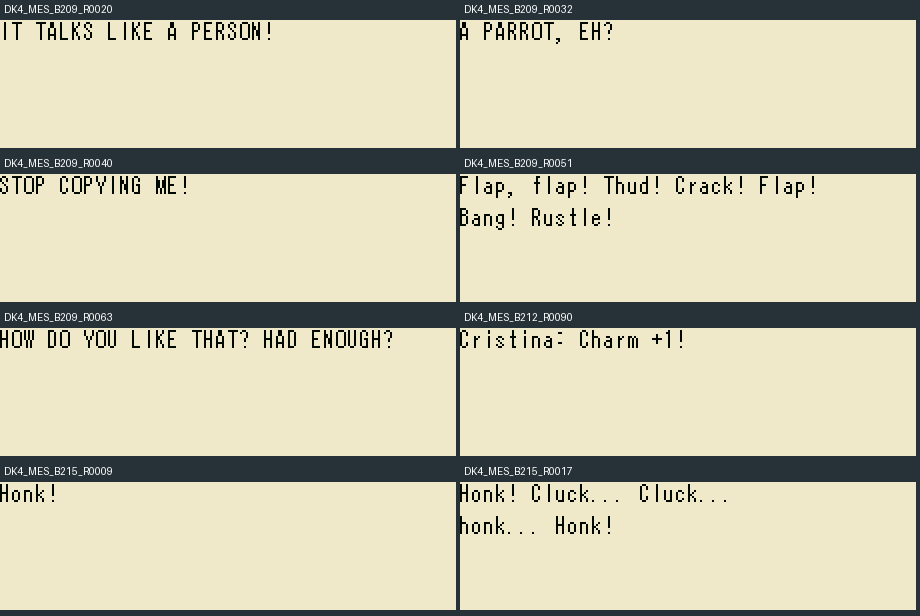 DK4_MES_B209_R0020
IT TALKS LIKE A PERSON!
DK4_MES_B209_R0032
A PARROT, EH?
DK4_MES_B209_R0040
STOP COPYING ME!
DK4_MES_B209_R0051
Flap, flap! Thud! Crack! Flap!
Bang! Rustle!
DK4_MES_B209_R0063
HOW DO YOU LIKE THAT? HAD ENOUGH?
DK4_MES_B212_R0090
Cristina: Charm +1!
DK4_MES_B215_R0009
Honk!
DK4_MES_B215_R0017
Honk! Cluck... Cluck...
honk... Honk!